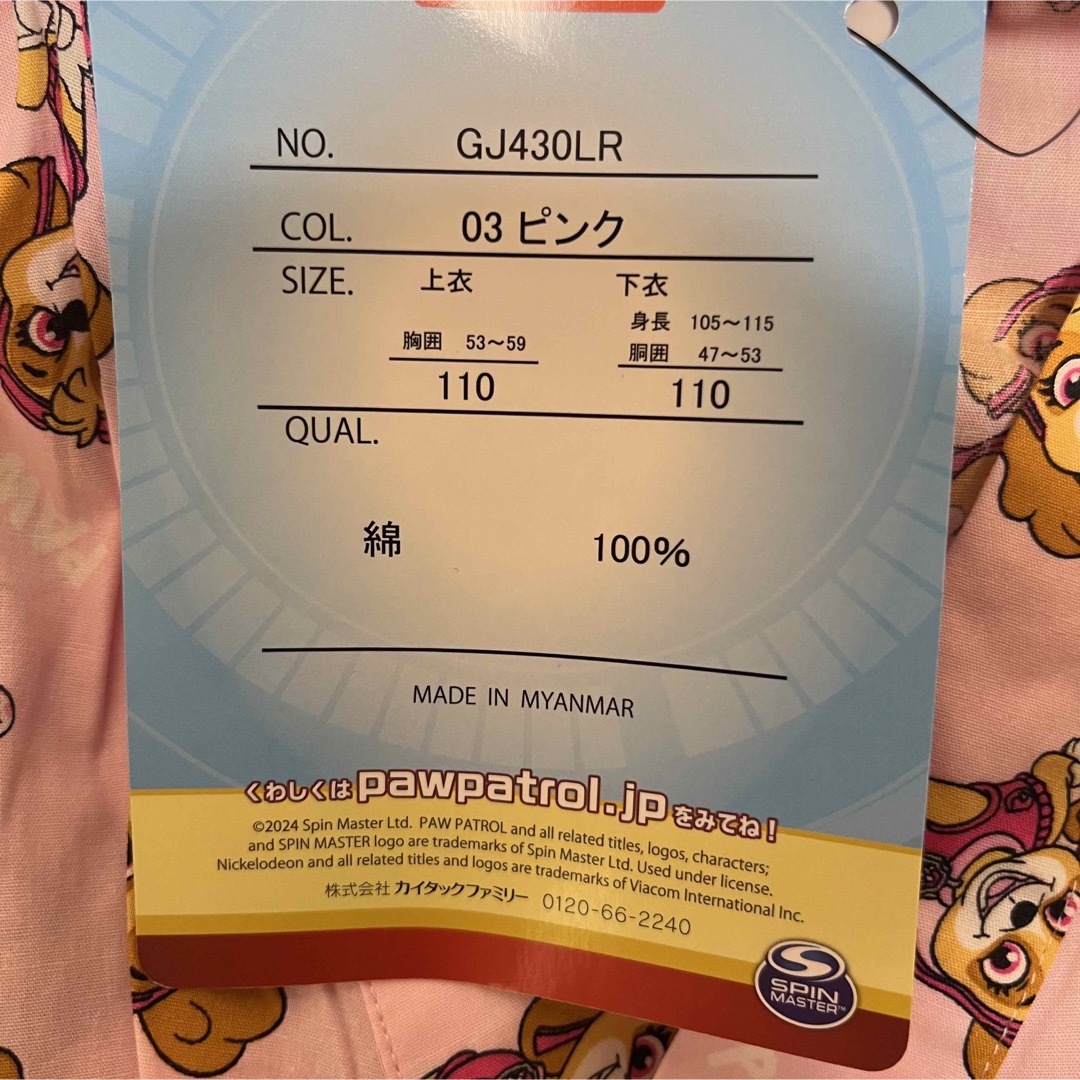 NO. GJ430LR
COL. 03 ピンク
SIZE. 上衣 下衣
身長 105～115
胸囲 53～59 胴囲 47～53
110 110
QUAL.
綿 100%
MADE IN MYANMAR
くわしくは pawpatrol.jp をみてね！
©2024 Spin Master Ltd. PAW PATROL and all related titles, logos, characters;
and SPIN MASTER logo are trademarks of Spin Master Ltd. Used under license.
Nickelodeon and all related titles and logos are trademarks of Viacom International Inc.
株式会社 カイタックファミリー 0120-66-2240
SPIN
MASTER™